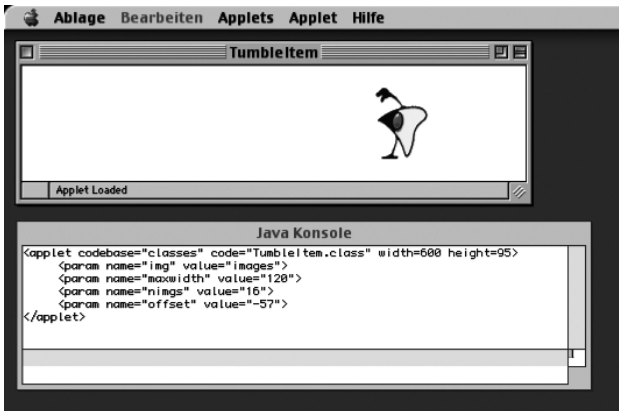 Ablage Bearbeiten Applets Applet Hilfe
TumbleItem
Applet Loaded
Java Konsole
<applet codebase="classes" code="TumbleItem.class" width=600 height=95>
<param name="img" value="images">
<param name="maxwidth" value="120">
<param name="nimgs" value="16">
<param name="offset" value="-57">
</applet>